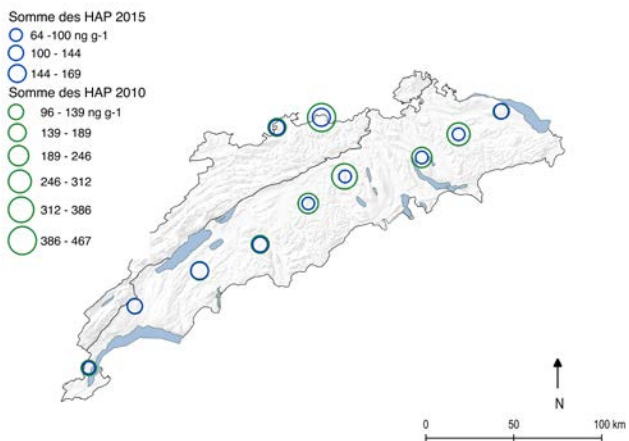 Somme des HAP 2015
64 -100 ng g-1
100 - 144
144 - 169
Somme des HAP 2010
96 - 139 ng g-1
139 - 189
189 - 246
246 - 312
312 - 386
386 - 467
N
0 50 100 km